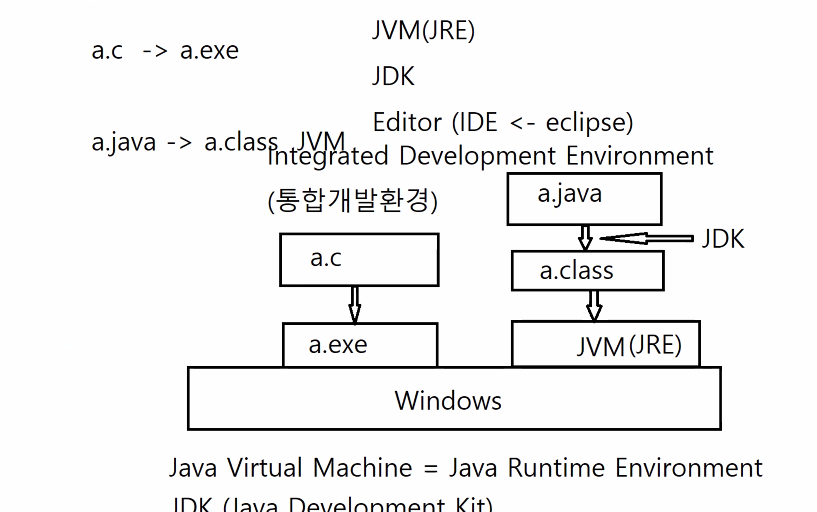 a.c -> a.exe
JVM(JRE)
JDK
Editor (IDE <- eclipse)
a.java -> a.class JVM
Integrated Development Environment
(통합개발환경)
a.java
JDK
a.c
a.class
a.exe
JVM(JRE)
Windows
Java Virtual Machine = Java Runtime Environment
JDK (Java Development Kit)